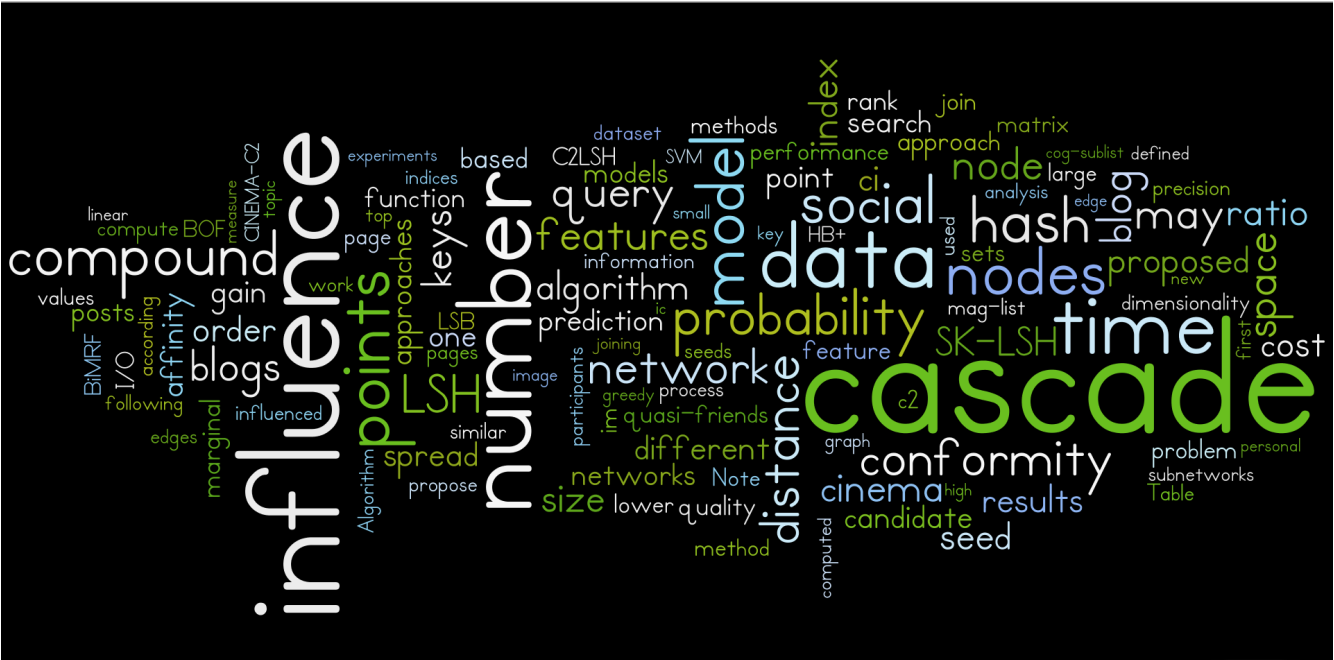 linear
compute
BOF
measure
CINEMA-C2
topic
compound
values
posts
according
affinity
gain
order
BiMRF
I/O
blogs
following
influenced
edges
marginal
influence
experiments
indices
based
function
top
page
approaches
keys
work
points
LSB
one
pages
LSH
similar
spread
Algorithm
propose
number
dataset
methods
C2LSH
SVM
models
query
small
features
model
information
algorithm
ic
prediction
joining
seeds
image
network
participants
greedy
process
im
quasi-friends
different
networks
Note
size
lower
quality
method
distance
performance
point
ci
social
key
HB+
data
probability
feature
index
rank
search
join
approach
matrix
node
cog-sublist
defined
large
analysis
edge
precision
used
hash
blog
may
ratio
sets
nodes
proposed
new
mag-list
dimensionality
space
first
SK-LSH
time
cost
cascade
c2
graph
conformity
problem
personal
subnetworks
Table
cinema
high
results
candidate
seed
computed